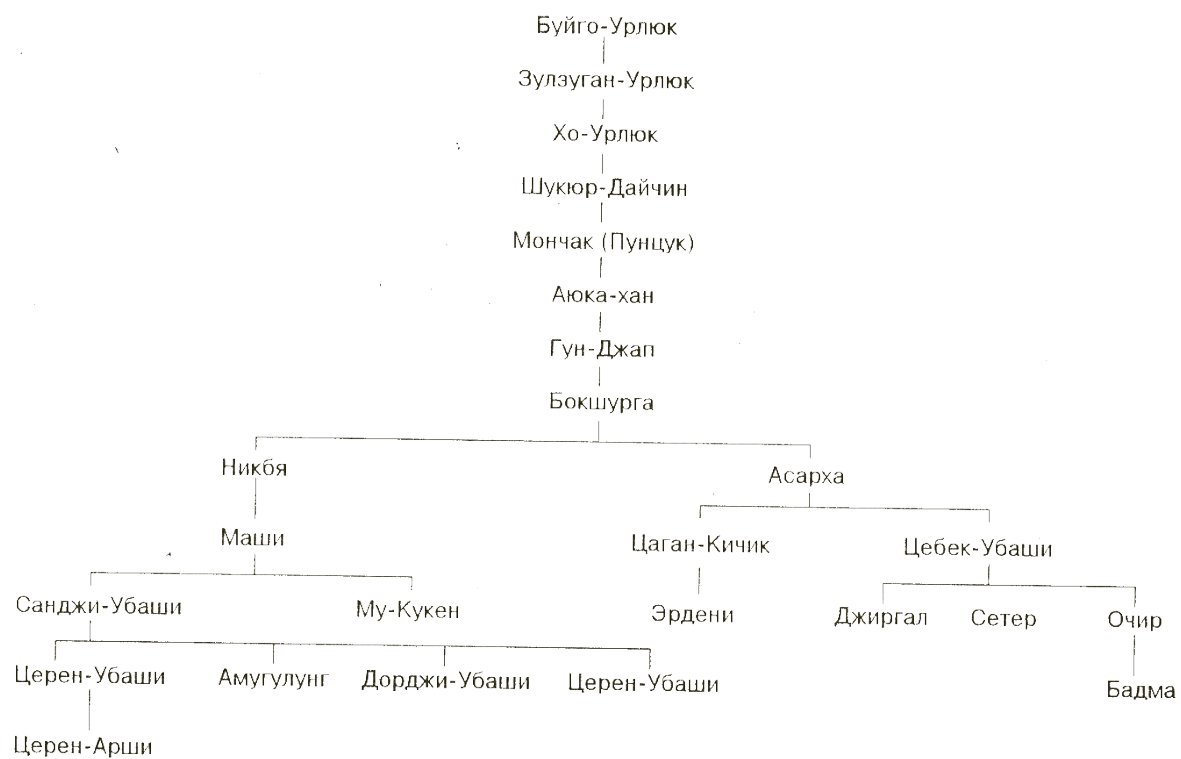 Буйго-Урлюк
Зулзуган-Урлюк
Хо-Урлюк
Шукюр-Дайчин
Мончак (Пунцук)
Аюка-хан
Гун-Джап
Бокшурга
Никбя Асарха
Маши Цаган-Кичик Цебек-Убаши
Санджи-Убаши Му-Кукен Эрдени Джиргал Сетер Очир
Церен-Убаши Амугулунг Дорджи-Убаши Церен-Убаши Бадма
Церен-Арши